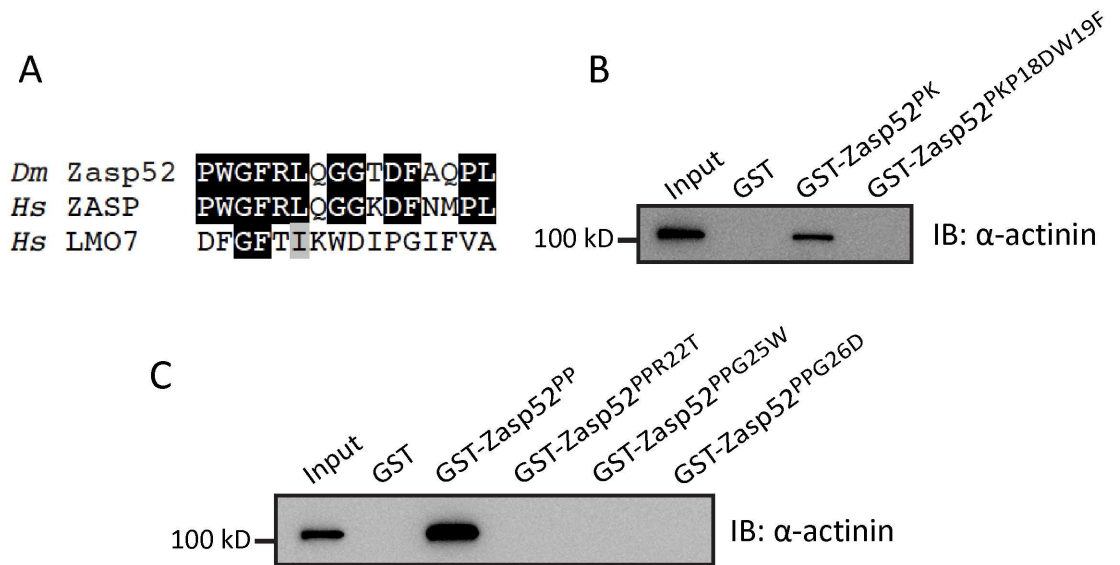 A
Dm Zasp52 PWGFRLQGGTDFAQPL
Hs ZASP PWGFRLQGGKDFNMPL
Hs LMO7 DFGFTIKWDIPGIFVA
B
Input
GST
GST-Zasp52PK
GST-Zasp52PKP18DW19F
100 kD
IB: α-actinin
C
Input
GST
GST-Zasp52PP
GST-Zasp52PPR22T
GST-Zasp52PPG25W
GST-Zasp52PPG26D
100 kD
IB: α-actinin